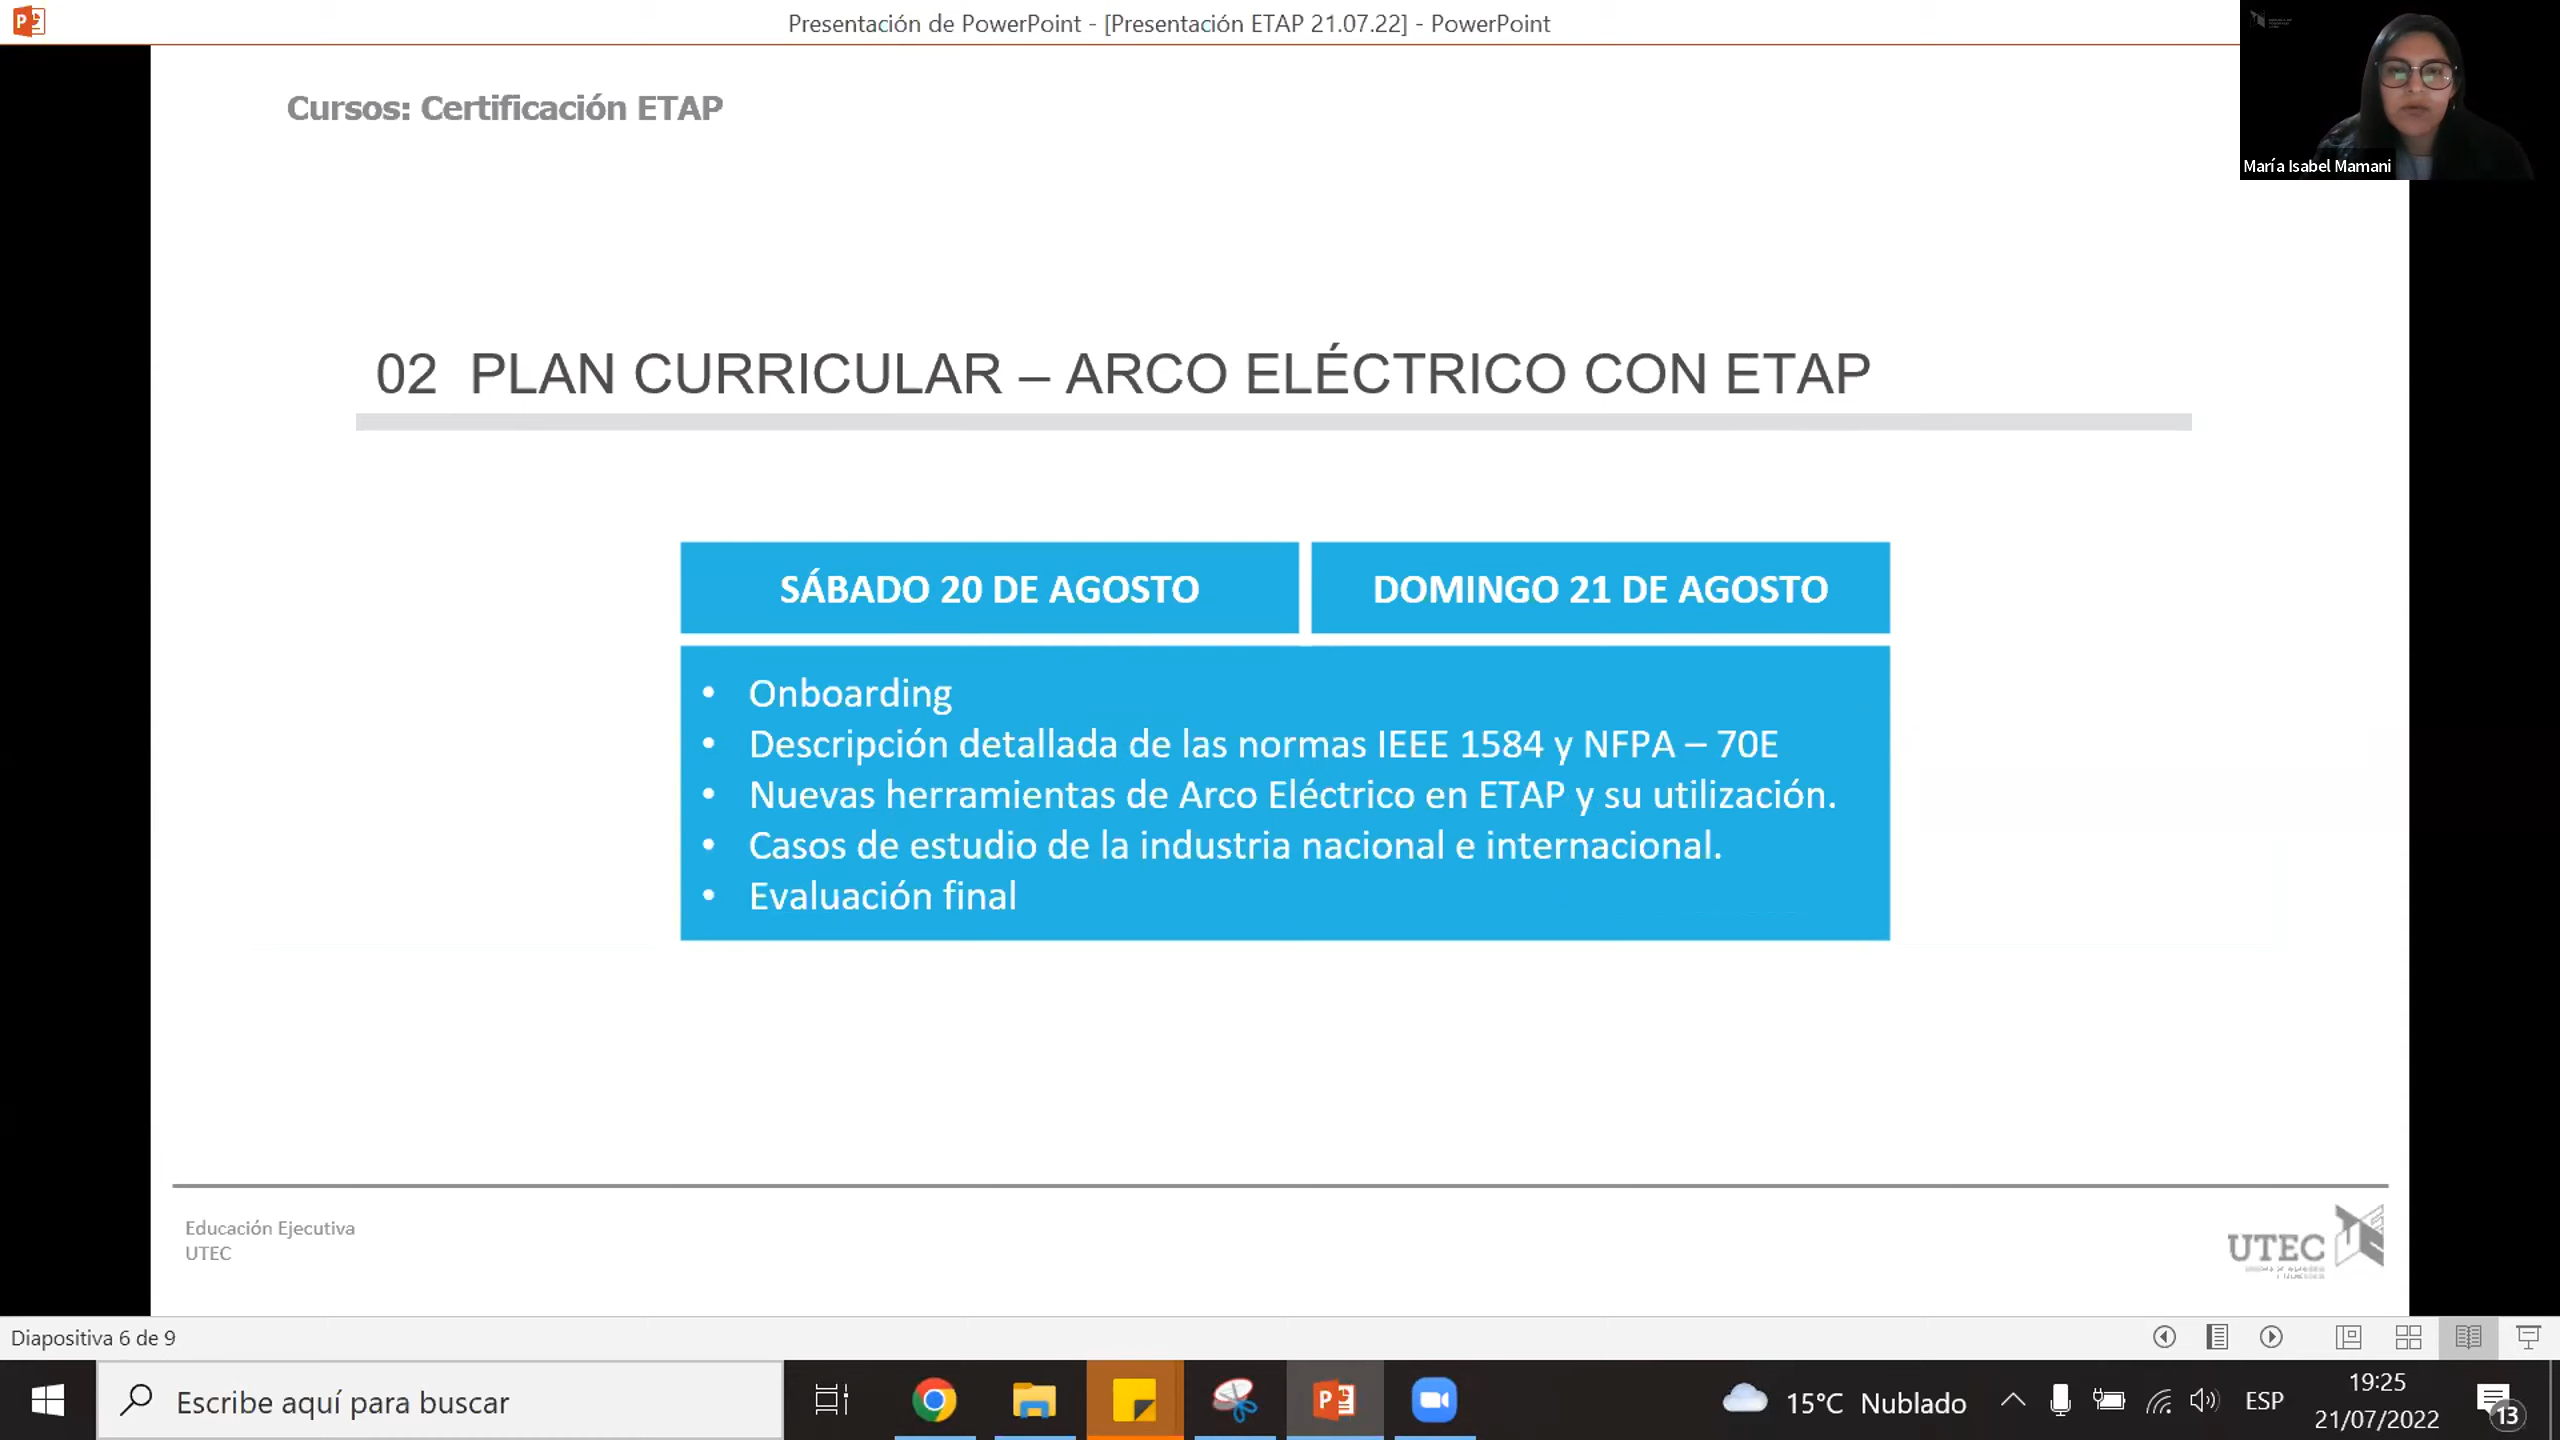 Presentación de PowerPoint - [Presentación ETAP 21.07.22] - PowerPoint
María Isabel Mamani
Cursos: Certificación ETAP
02 PLAN CURRICULAR – ARCO ELÉCTRICO CON ETAP
SÁBADO 20 DE AGOSTO
DOMINGO 21 DE AGOSTO
• Onboarding
• Descripción detallada de las normas IEEE 1584 y NFPA – 70E
• Nuevas herramientas de Arco Eléctrico en ETAP y su utilización.
• Casos de estudio de la industria nacional e internacional.
• Evaluación final
Educación Ejecutiva
UTEC
UTEC
Diapositiva 6 de 9
Escribe aquí para buscar
15°C Nublado
ESP
19:25
21/07/2022
13